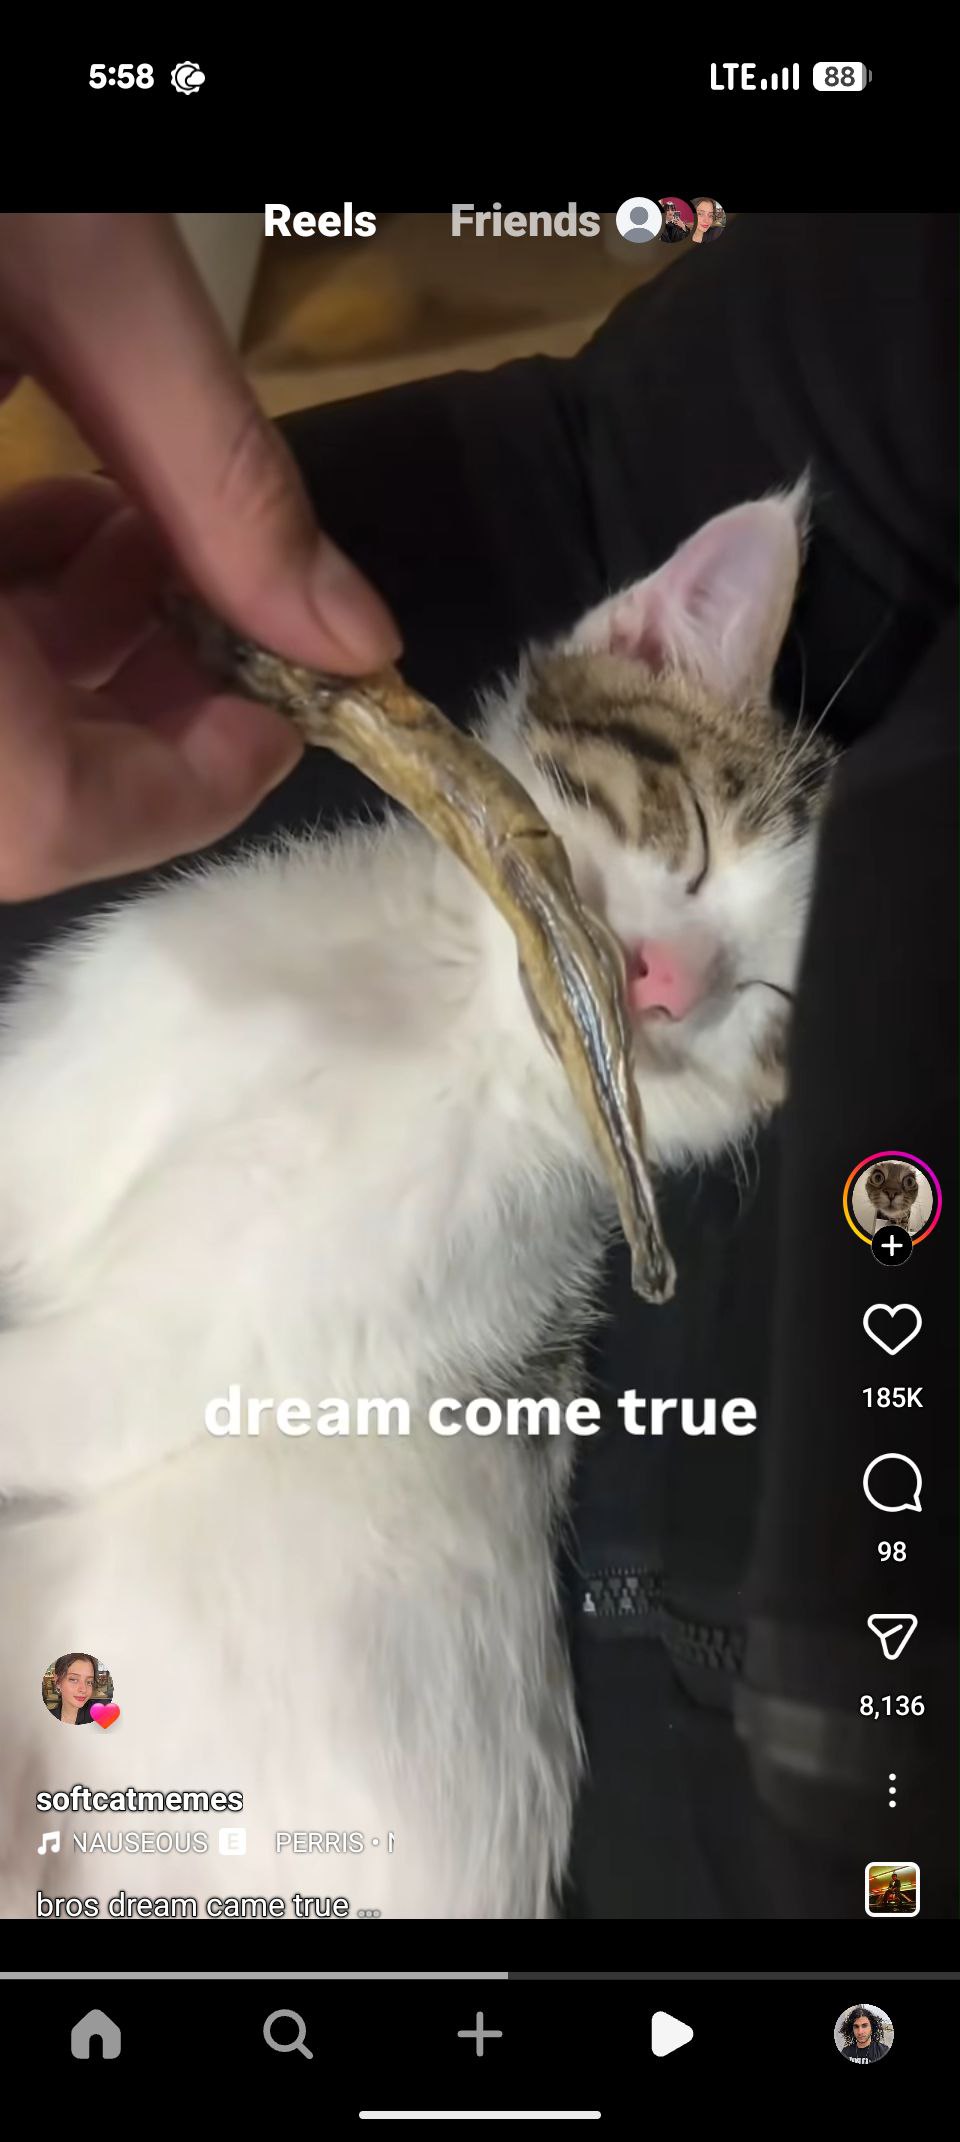 5:58
LTE 88
Reels Friends
dream come true
185K
98
8,136
softcatmemes
NAUSEOUS E PERRIS •
bros dream came true ...